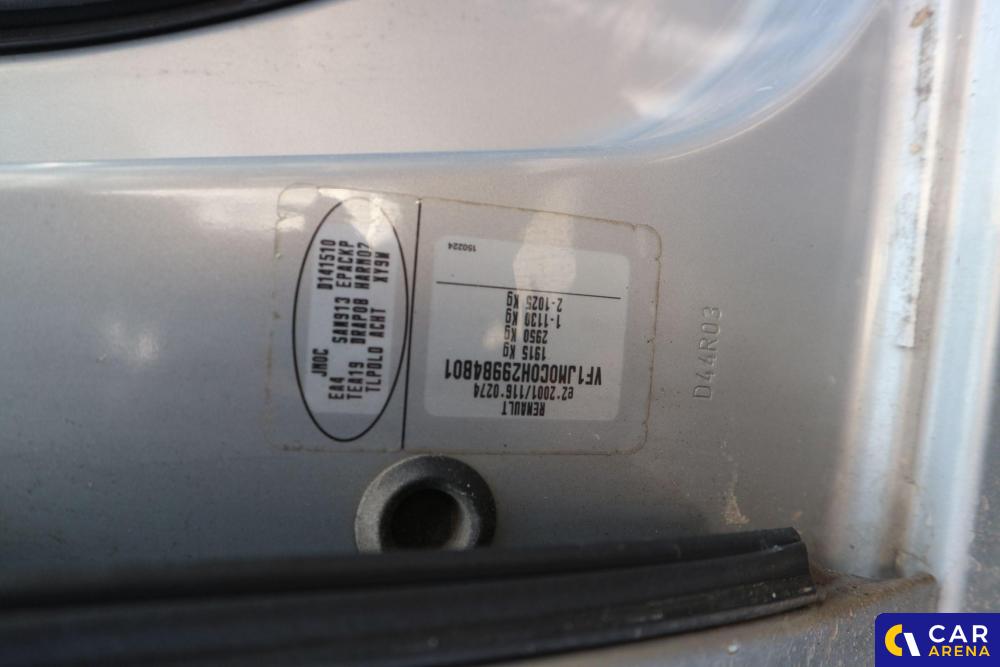 RENAULT
e2*2001/116*0274
VF1JM0C0H29984801
1915 Kg
2950 Kg
1-1130 Kg
2-1025 Kg
150224
JM0C D141510
EA4 SAN913 EPACKP
TEA19 DRAP08 HARM07
TLPOLO ACHT XY9W
D44R03
CAR
ARENA